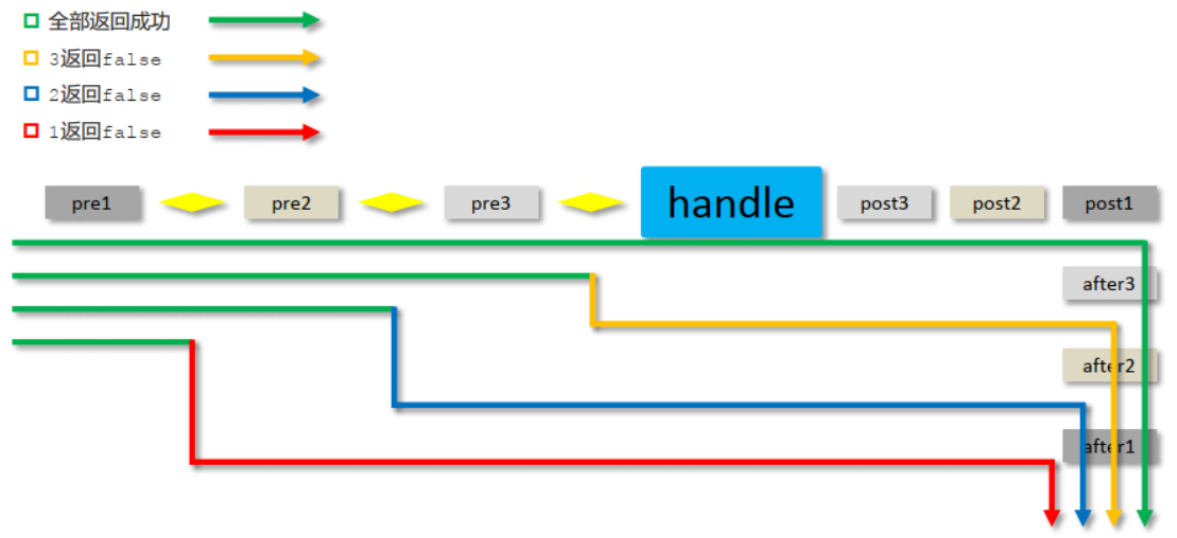 全部返回成功
3返回false
2返回false
1返回false
pre1 pre2 pre3 handle post3 post2 post1
after3
after2
after1